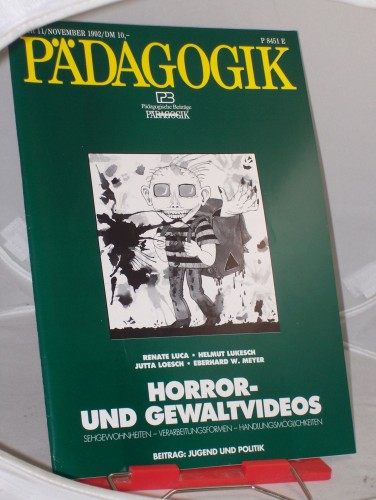 11/NOVEMBER 1992/DM 10,-
P 8451 E
PÄDAGOGIK
PB
Pädagogische Beiträge
PÄDAGOGIK
RENATE LUCA • HELMUT LUKESCH
JUTTA LOESCH • EBERHARD W. MEYER
HORROR-
UND GEWALTVIDEOS
SEHGEWOHNHEITEN – VERARBEITUNGSFORMEN – HANDLUNGSMÖGLICHKEITEN
BEITRAG: JUGEND UND POLITIK